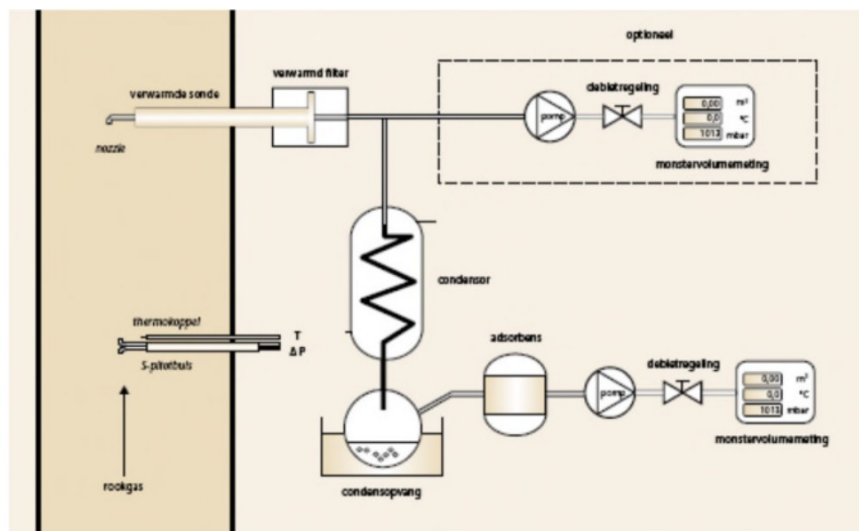 optioneel
verwarmd filter
verwarmde sonde
debietregeling
nozzle
pomp
0,00 m³
0,0 °C
1013 mbar
monstervolumemeting
condensor
thermokoppel
T
ΔP
S-pitotbuis
adsorbens
debietregeling
pomp
0,00 m³
0,0 °C
1013 mbar
monstervolumemeting
rookgas
condensopvang